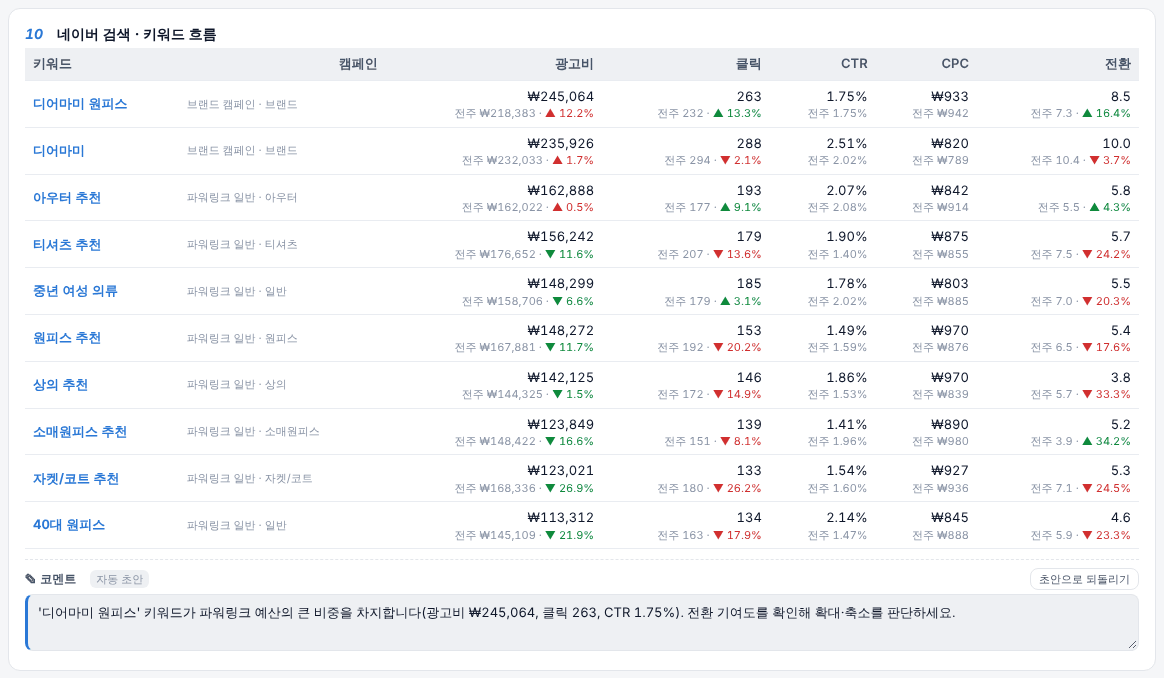 10 네이버 검색 · 키워드 흐름
키워드 캠페인 광고비 클릭 CTR CPC 전환
디어마미 원피스 브랜드 캠페인 · 브랜드 ₩245,064 263 1.75% ₩933 8.5
전주 ₩218,383 · ▲ 12.2% 전주 232 · ▲ 13.3% 전주 1.75% 전주 ₩942 전주 7.3 · ▲ 16.4%
디어마미 브랜드 캠페인 · 브랜드 ₩235,926 288 2.51% ₩820 10.0
전주 ₩232,033 · ▲ 1.7% 전주 294 · ▼ 2.1% 전주 2.02% 전주 ₩789 전주 10.4 · ▼ 3.7%
아우터 추천 파워링크 일반 · 아우터 ₩162,888 193 2.07% ₩842 5.8
전주 ₩162,022 · ▲ 0.5% 전주 177 · ▲ 9.1% 전주 2.08% 전주 ₩914 전주 5.5 · ▲ 4.3%
티셔츠 추천 파워링크 일반 · 티셔츠 ₩156,242 179 1.90% ₩875 5.7
전주 ₩176,652 · ▼ 11.6% 전주 207 · ▼ 13.6% 전주 1.40% 전주 ₩855 전주 7.5 · ▼ 24.2%
중년 여성 의류 파워링크 일반 · 일반 ₩148,299 185 1.78% ₩803 5.5
전주 ₩158,706 · ▼ 6.6% 전주 179 · ▲ 3.1% 전주 2.02% 전주 ₩885 전주 7.0 · ▼ 20.3%
원피스 추천 파워링크 일반 · 원피스 ₩148,272 153 1.49% ₩970 5.4
전주 ₩167,881 · ▼ 11.7% 전주 192 · ▼ 20.2% 전주 1.59% 전주 ₩876 전주 6.5 · ▼ 17.6%
상의 추천 파워링크 일반 · 상의 ₩142,125 146 1.86% ₩970 3.8
전주 ₩144,325 · ▼ 1.5% 전주 172 · ▼ 14.9% 전주 1.53% 전주 ₩839 전주 5.7 · ▼ 33.3%
소매원피스 추천 파워링크 일반 · 소매원피스 ₩123,849 139 1.41% ₩890 5.2
전주 ₩148,422 · ▼ 16.6% 전주 151 · ▼ 8.1% 전주 1.96% 전주 ₩980 전주 3.9 · ▲ 34.2%
자켓/코트 추천 파워링크 일반 · 자켓/코트 ₩123,021 133 1.54% ₩927 5.3
전주 ₩168,336 · ▼ 26.9% 전주 180 · ▼ 26.2% 전주 1.60% 전주 ₩936 전주 7.1 · ▼ 24.5%
40대 원피스 파워링크 일반 · 일반 ₩113,312 134 2.14% ₩845 4.6
전주 ₩145,109 · ▼ 21.9% 전주 163 · ▼ 17.9% 전주 1.47% 전주 ₩888 전주 5.9 · ▼ 23.3%
✎ 코멘트 자동 초안 초안으로 되돌리기
'디어마미 원피스' 키워드가 파워링크 예산의 큰 비중을 차지합니다(광고비 ₩245,064, 클릭 263, CTR 1.75%). 전환 기여도를 확인해 확대·축소를 판단하세요.